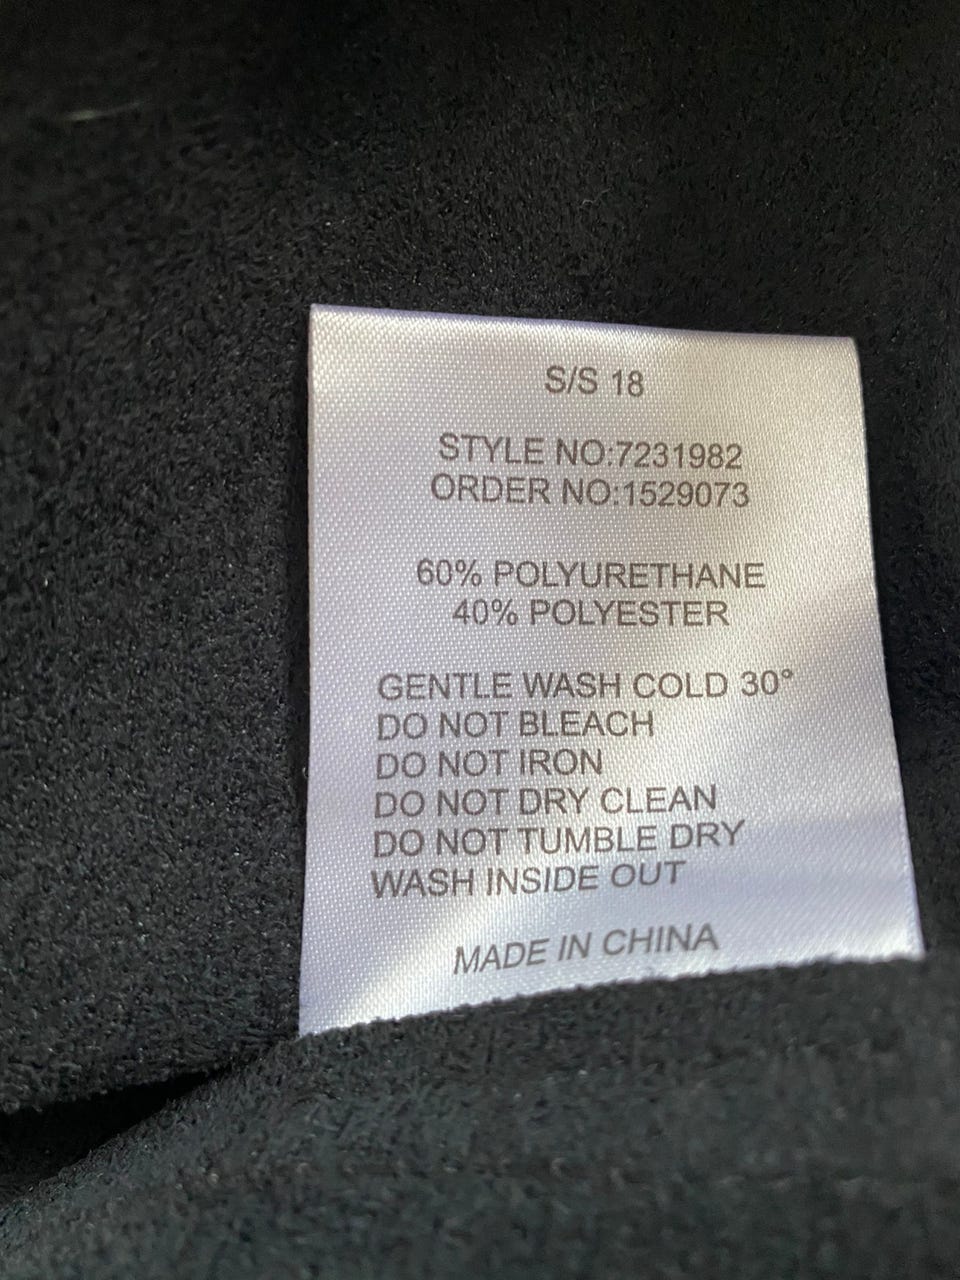 S/S 18
STYLE NO:7231982
ORDER NO:1529073
60% POLYURETHANE
40% POLYESTER
GENTLE WASH COLD 30°
DO NOT BLEACH
DO NOT IRON
DO NOT DRY CLEAN
DO NOT TUMBLE DRY
WASH INSIDE OUT
MADE IN CHINA